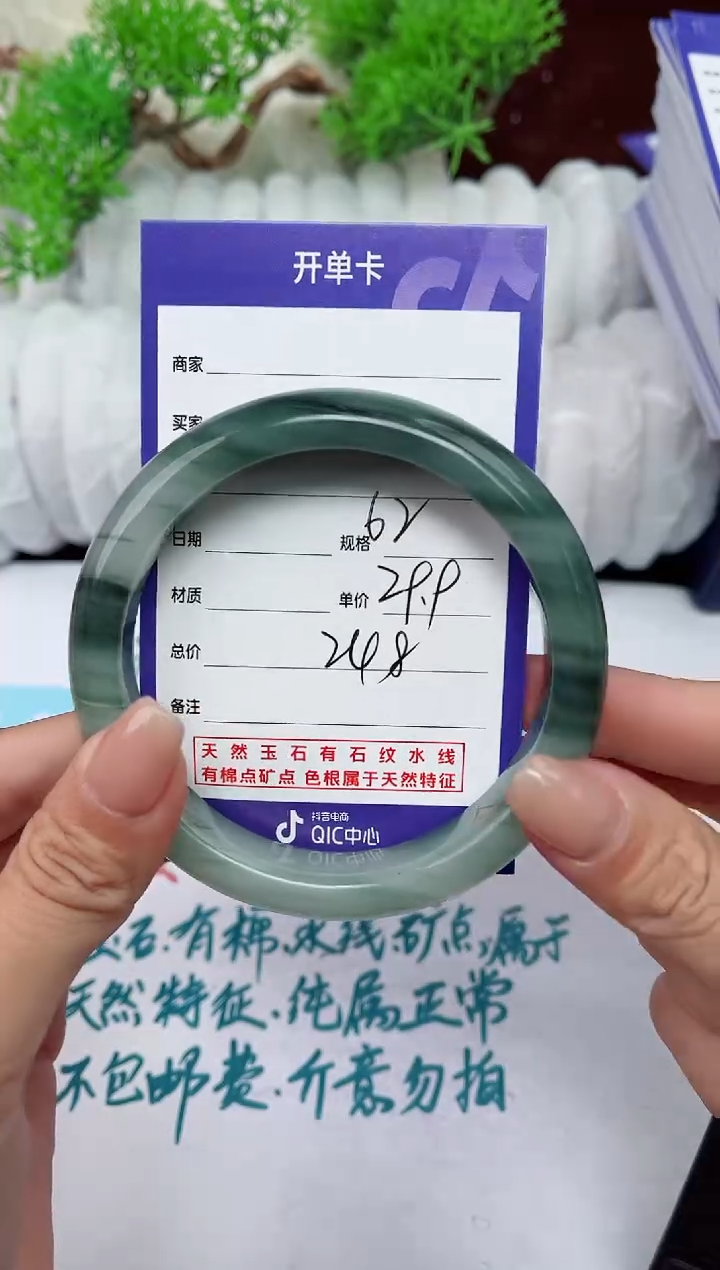 开单卡
商家
买家
日期 规格 62
材质 单价 29.9
总价 248
备注
天然玉石有石纹水线
有棉点矿点 色根属于天然特征
抖音电商
QIC中心
玉石.有棉.水线.矿点,属于
天然特征.纯属正常
不包邮费.介意勿拍